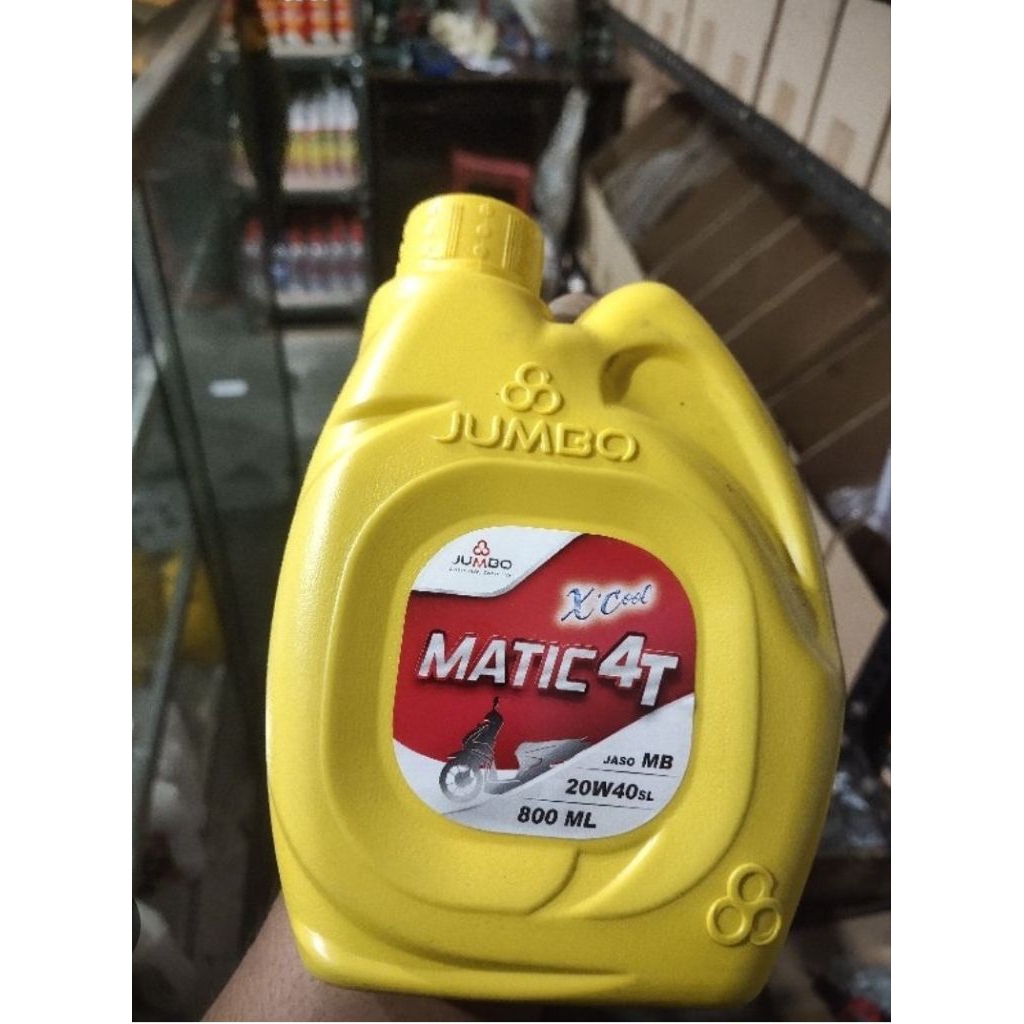 JUMBO
JUMBO
X'Cool
MATIC 4T
JASO MB
20W40SL
800 ML